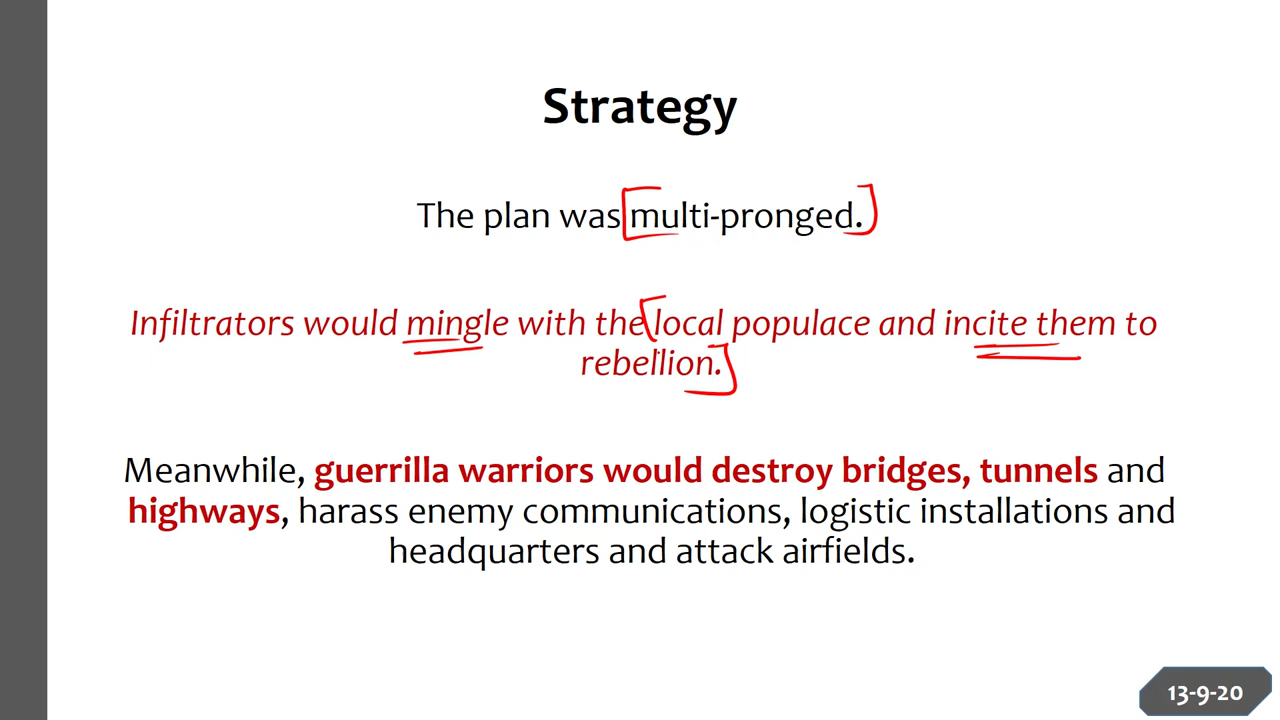 Strategy
The plan was multi-pronged.
Infiltrators would mingle with the local populace and incite them to
rebellion.
Meanwhile, guerrilla warriors would destroy bridges, tunnels and
highways, harass enemy communications, logistic installations and
headquarters and attack airfields.
13-9-20